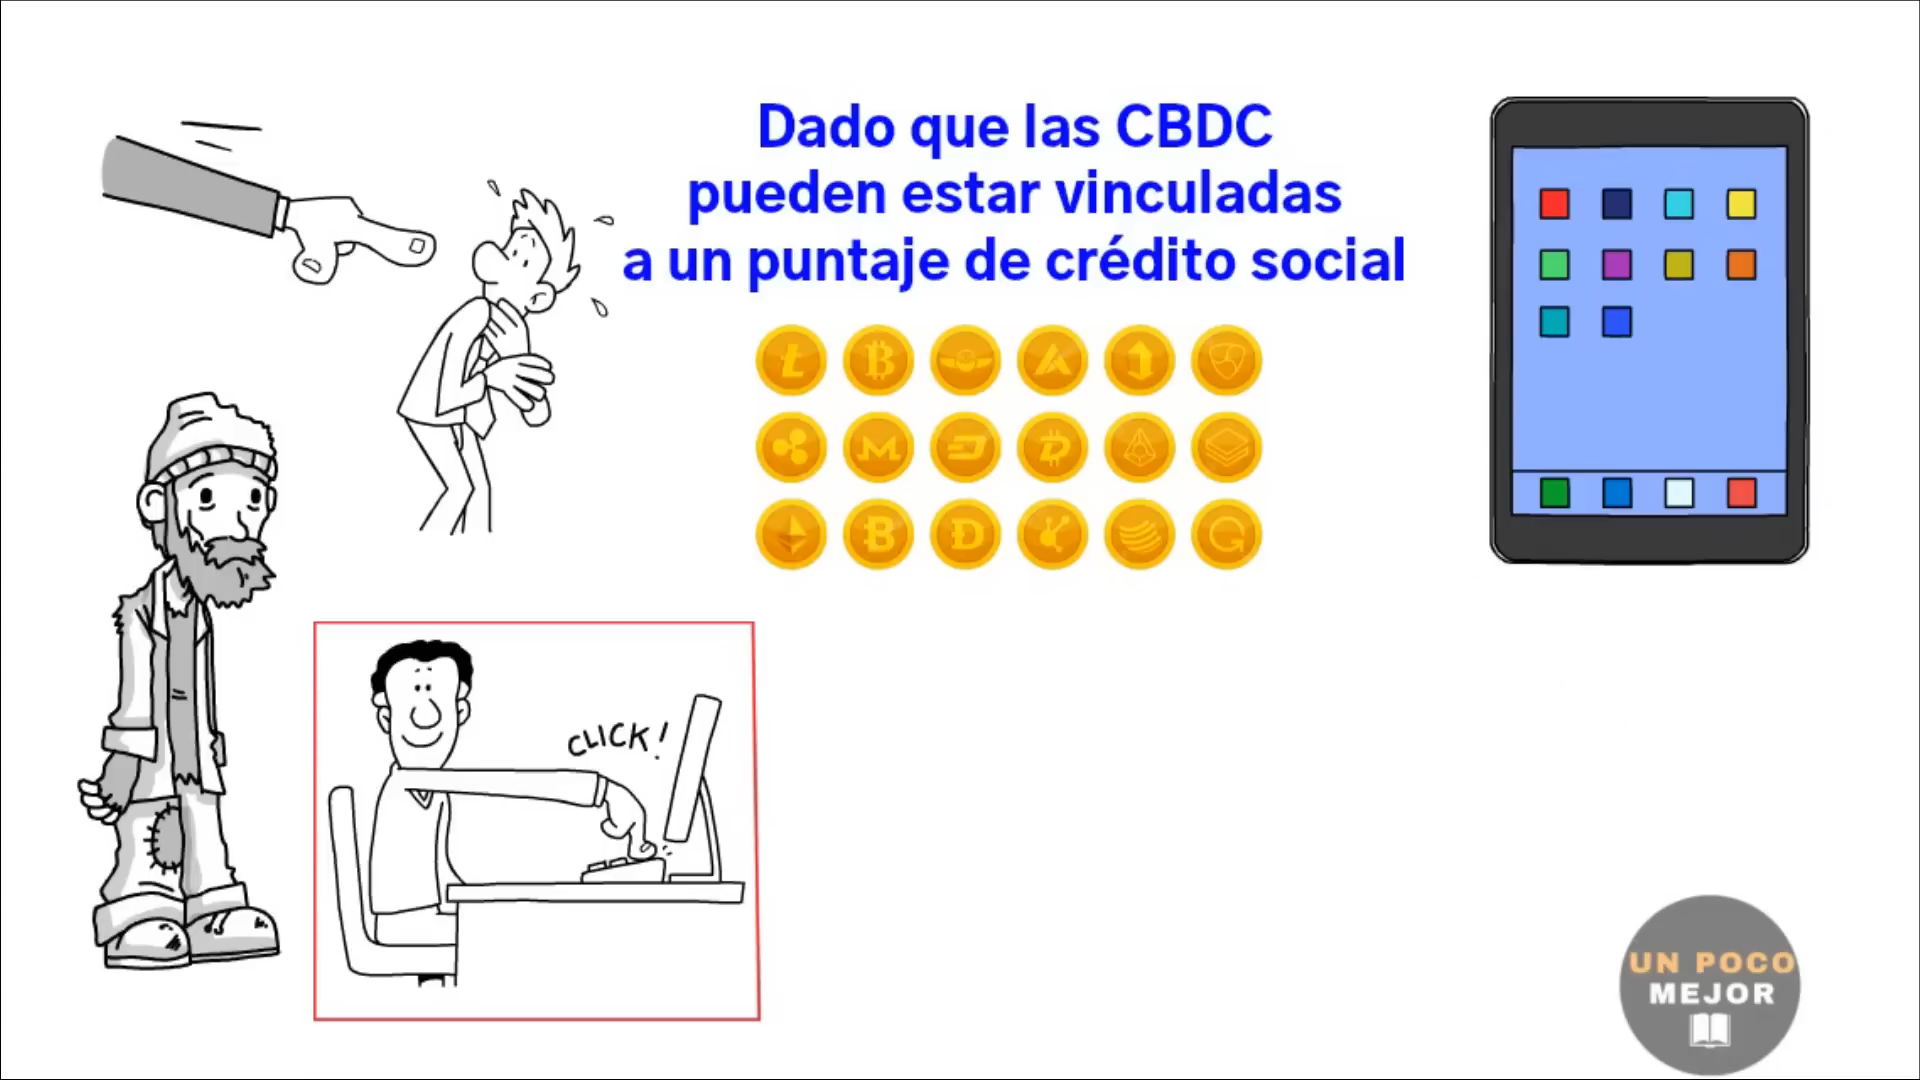 Dado que las CBDC
pueden estar vinculadas
a un puntaje de crédito social
CLICK!
UN POCO
MEJOR